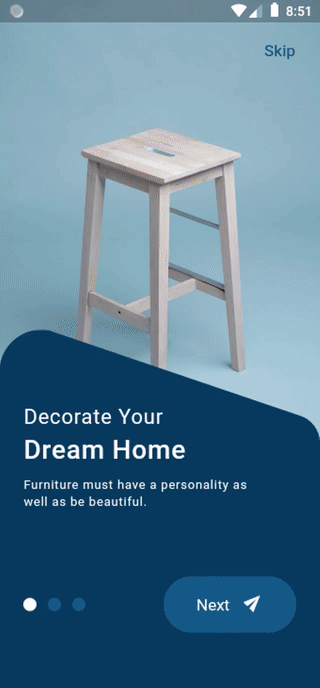 8:51
Skip
Decorate Your
Dream Home
Furniture must have a personality as
well as be beautiful.
Next